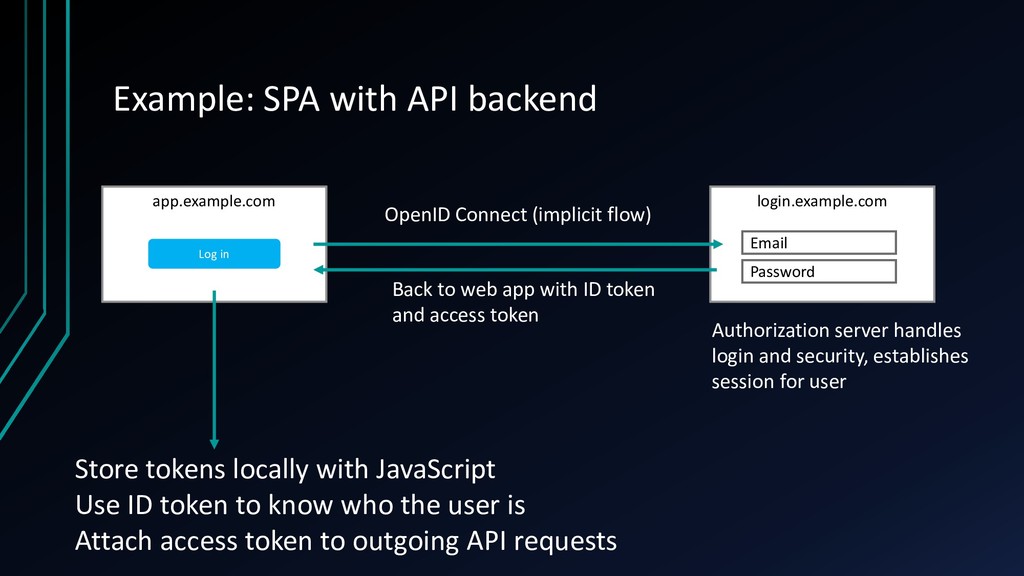 Example: SPA with API backend
app.example.com
Log in
OpenID Connect (implicit flow)
Back to web app with ID token
and access token
login.example.com
Email
Password
Authorization server handles
login and security, establishes
session for user
Store tokens locally with JavaScript
Use ID token to know who the user is
Attach access token to outgoing API requests